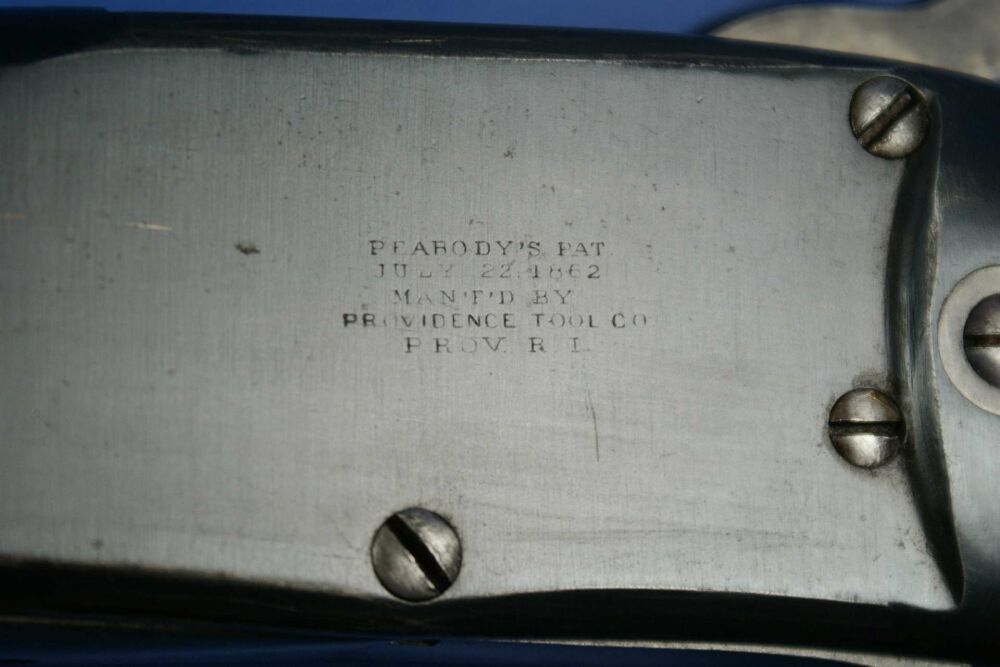 PEABODY'S PAT.
JULY 22. 1862
MAN'F'D BY
PROVIDENCE TOOL CO
PROV. R. I.